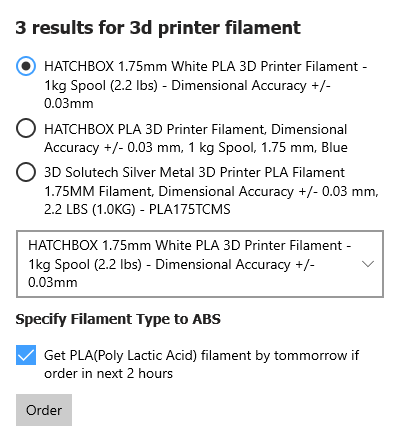 3 results for 3d printer filament
HATCHBOX 1.75mm White PLA 3D Printer Filament -
1kg Spool (2.2 lbs) - Dimensional Accuracy +/-
0.03mm
HATCHBOX PLA 3D Printer Filament, Dimensional
Accuracy +/- 0.03 mm, 1 kg Spool, 1.75 mm, Blue
3D Solutech Silver Metal 3D Printer PLA Filament
1.75MM Filament, Dimensional Accuracy +/- 0.03 mm,
2.2 LBS (1.0KG) - PLA175TCMS
HATCHBOX 1.75mm White PLA 3D Printer Filament -
1kg Spool (2.2 lbs) - Dimensional Accuracy +/-
0.03mm
Specify Filament Type to ABS
Get PLA(Poly Lactic Acid) filament by tommorrow if
order in next 2 hours
Order